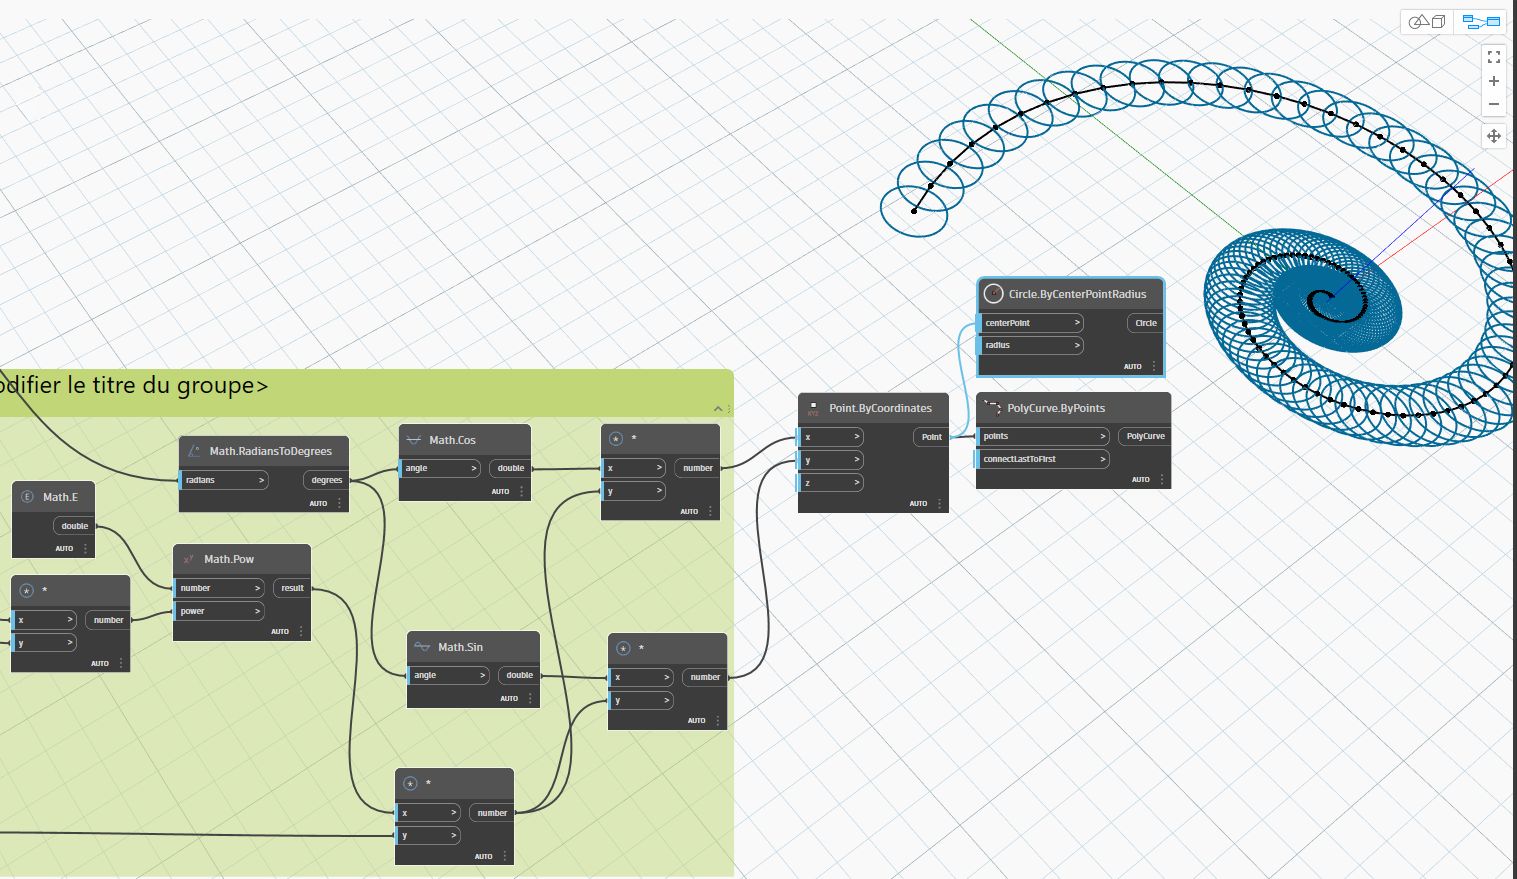 Circle.ByCenterPointRadius
centerPoint >
Circle
radius >
AUTO
odifier le titre du groupe>
Point.ByCoordinates
XYZ
x >
Point
y >
z >
AUTO
PolyCurve.ByPoints
points >
PolyCurve
connectLastToFirst >
AUTO
Math.RadiansToDegrees
radians >
degrees
AUTO
Math.Cos
angle >
double
AUTO
* *
x >
number
y >
AUTO
E Math.E
double
AUTO
xy Math.Pow
number >
result
power >
AUTO
* *
x >
number
y >
AUTO
Math.Sin
angle >
double
AUTO
* *
x >
number
y >
AUTO
* *
x >
number
y >
AUTO